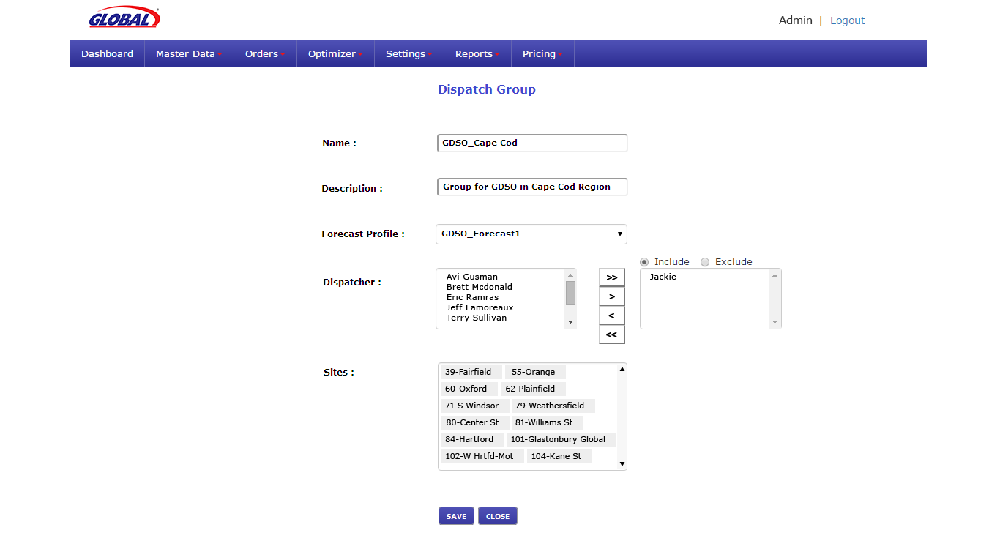 GLOBAL
Admin | Logout
Dashboard Master Data Orders Optimizer Settings Reports Pricing
Dispatch Group
Name : GDSO_Cape Cod
Description : Group for GDSO in Cape Cod Region
Forecast Profile : GDSO_Forecast1
Include Exclude
Dispatcher :
Avi Gusman
Brett Mcdonald
Eric Ramras
Jeff Lamoreaux
Terry Sullivan
>>
>
<
<<
Jackie
Sites :
39-Fairfield 55-Orange
60-Oxford 62-Plainfield
71-S Windsor 79-Weathersfield
80-Center St 81-Williams St
84-Hartford 101-Glastonbury Global
102-W Hrtfd-Mot 104-Kane St
SAVE CLOSE